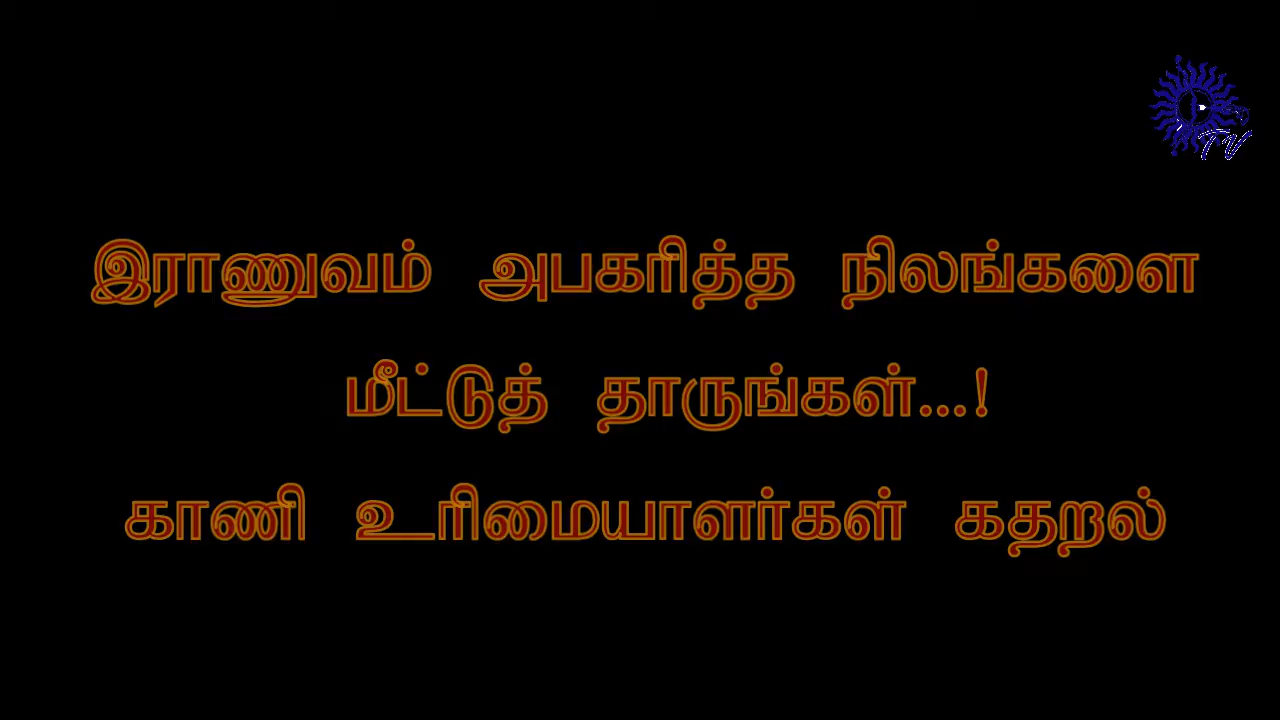 TV
இராணுவம் அபகரித்த நிலங்களை
மீட்டுத் தாருங்கள்...!
காணி உரிமையாளர்கள் கதறல்